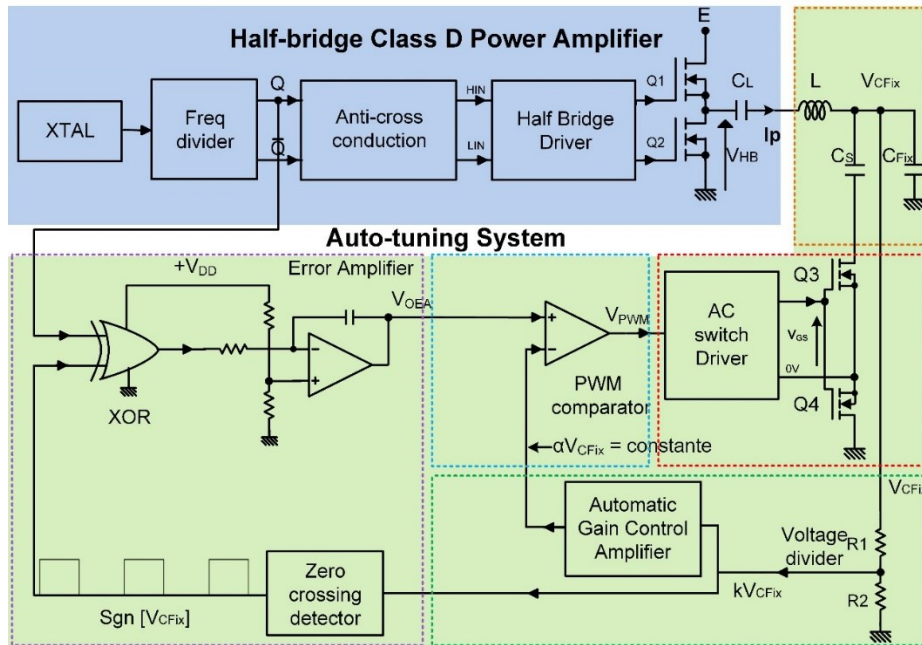 Half-bridge Class D Power Amplifier
E
XTAL
Freq
divider
Q
Q̅
Anti-cross
conduction
HIN
LIN
Half Bridge
Driver
Q1
Q2
CL
Ip
VHB
L
VCFix
CS
CFix
Auto-tuning System
+VDD
Error Amplifier
VOEA
XOR
VPWM
PWM
comparator
AC
switch
Driver
VGS
0V
Q3
Q4
αVCFix = constante
VCFi
Automatic
Gain Control
Amplifier
Voltage
divider
R1
R2
kVCFix
Zero
crossing
detector
Sgn [VCFix]